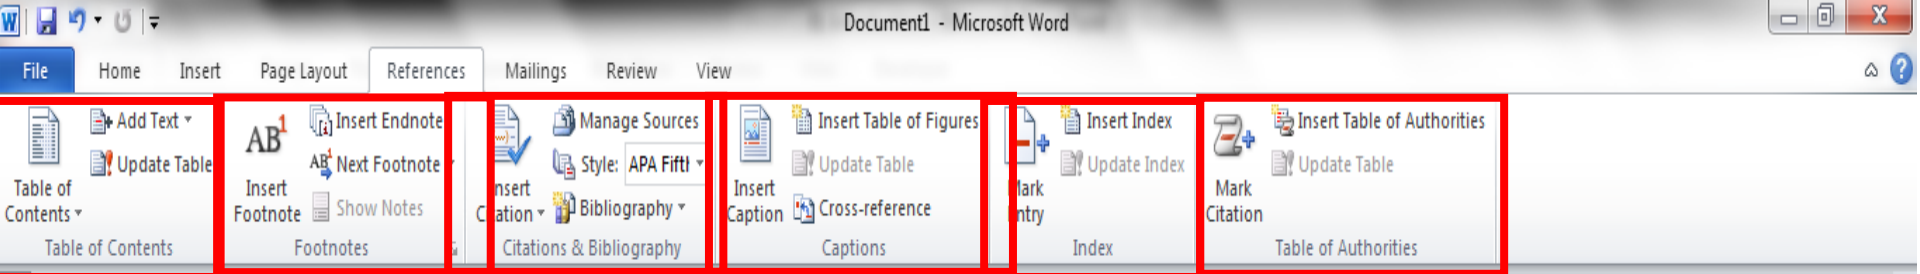 W
Document1 - Microsoft Word
X
File Home Insert Page Layout References Mailings Review View
?
Table of Contents
Add Text
Update Table
Table of Contents
AB1
Insert Footnote
Insert Endnote
AB1 Next Footnote
Show Notes
Footnotes
Manage Sources
Style: APA Fift
Bibliography
Citations & Bibliography
Insert Caption
Insert Table of Figures
Update Table
Cross-reference
Captions
Insert Index
Update Index
Index
Mark Citation
Insert Table of Authorities
Update Table
Table of Authorities